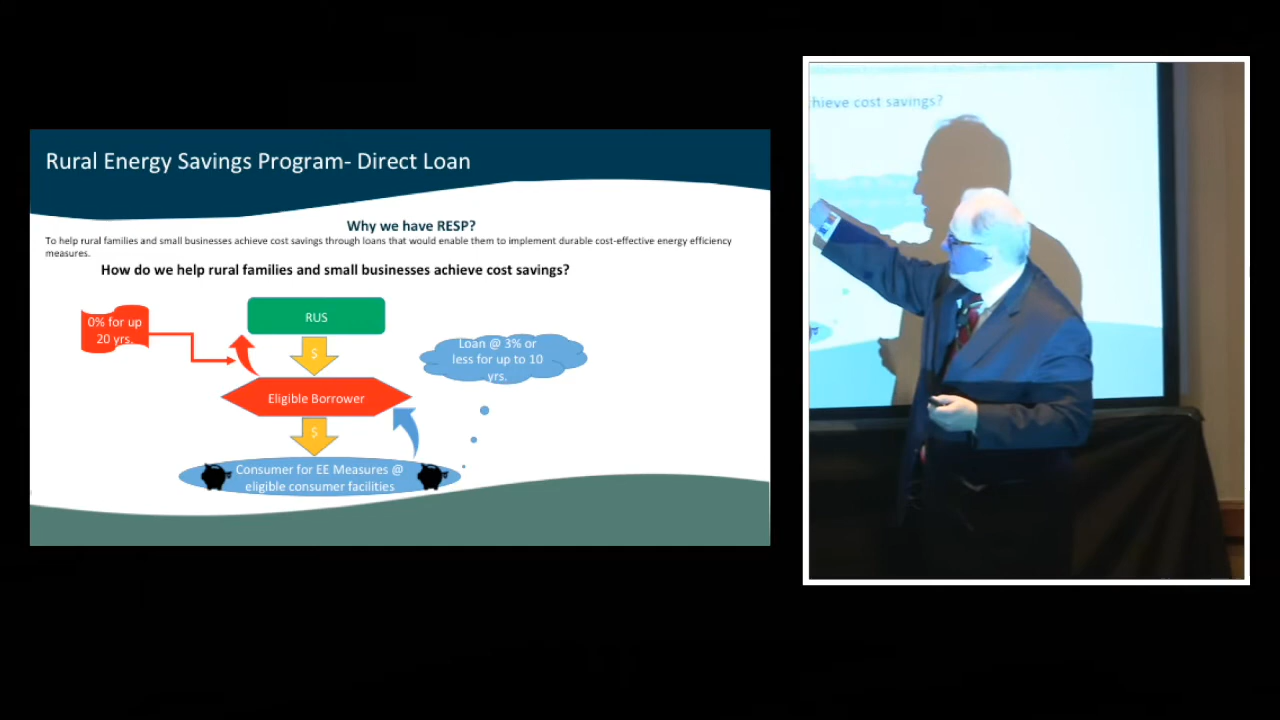 Rural Energy Savings Program- Direct Loan
Why we have RESP?
To help rural families and small businesses achieve cost savings through loans that would enable them to implement durable cost-effective energy efficiency
measures.
How do we help rural families and small businesses achieve cost savings?
0% for up
20 yrs.
RUS
$
Loan @ 3% or
less for up to 10
yrs.
Eligible Borrower
$
Consumer for EE Measures @
eligible consumer facilities
hieve cost savings?